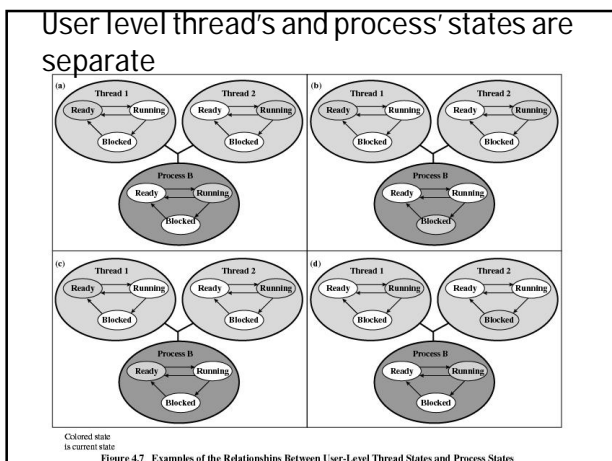 User level thread's and process' states are
separate
(a)
Thread 1
Ready
Running
Blocked
Thread 2
Ready
Running
Blocked
Process B
Ready
Running
Blocked
(b)
Thread 1
Ready
Running
Blocked
Thread 2
Ready
Running
Blocked
Process B
Ready
Running
Blocked
(c)
Thread 1
Ready
Running
Blocked
Thread 2
Ready
Running
Blocked
Process B
Ready
Running
Blocked
(d)
Thread 1
Ready
Running
Blocked
Thread 2
Ready
Running
Blocked
Process B
Ready
Running
Blocked
Colored state
is current state
Figure 4.7 Examples of the Relationships Between User-Level Thread States and Process States